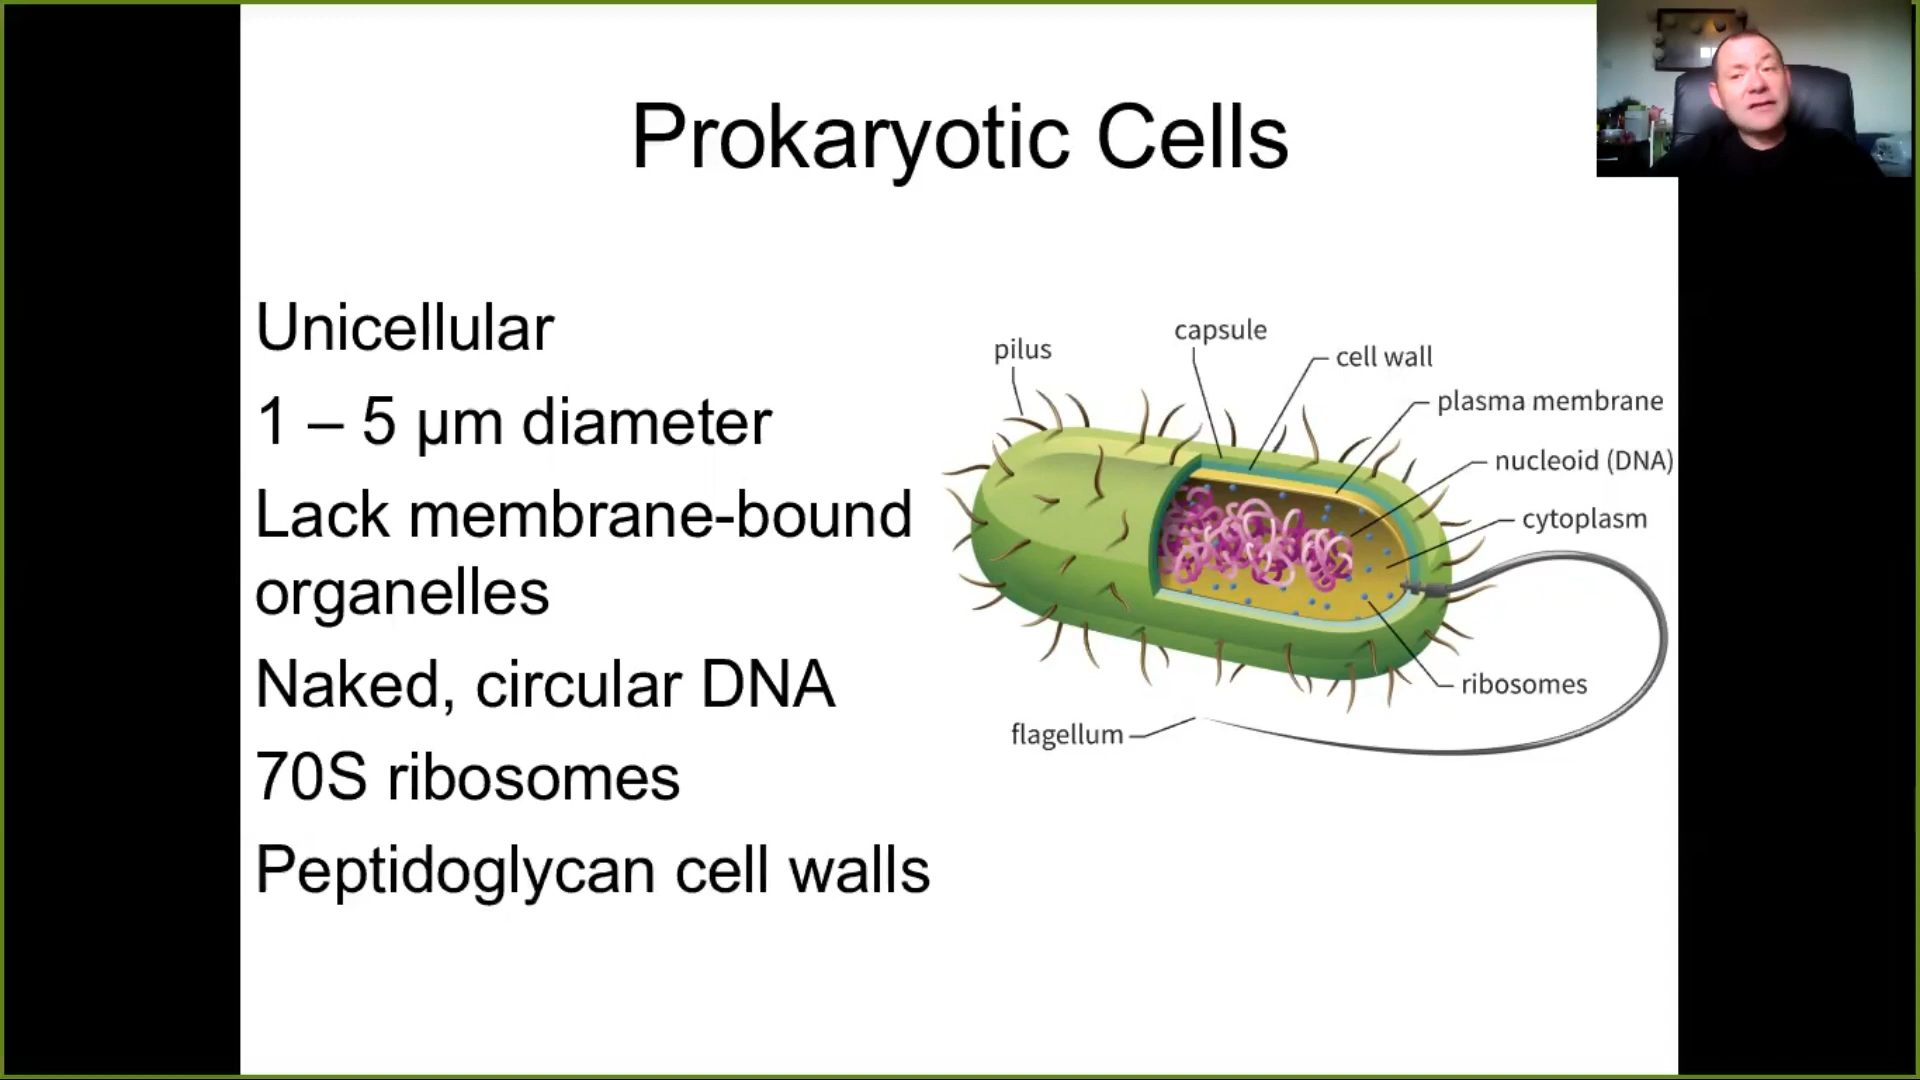 Prokaryotic Cells
Unicellular
1 – 5 µm diameter
Lack membrane-bound
organelles
Naked, circular DNA
70S ribosomes
Peptidoglycan cell walls
pilus
capsule
cell wall
plasma membrane
nucleoid (DNA)
cytoplasm
ribosomes
flagellum